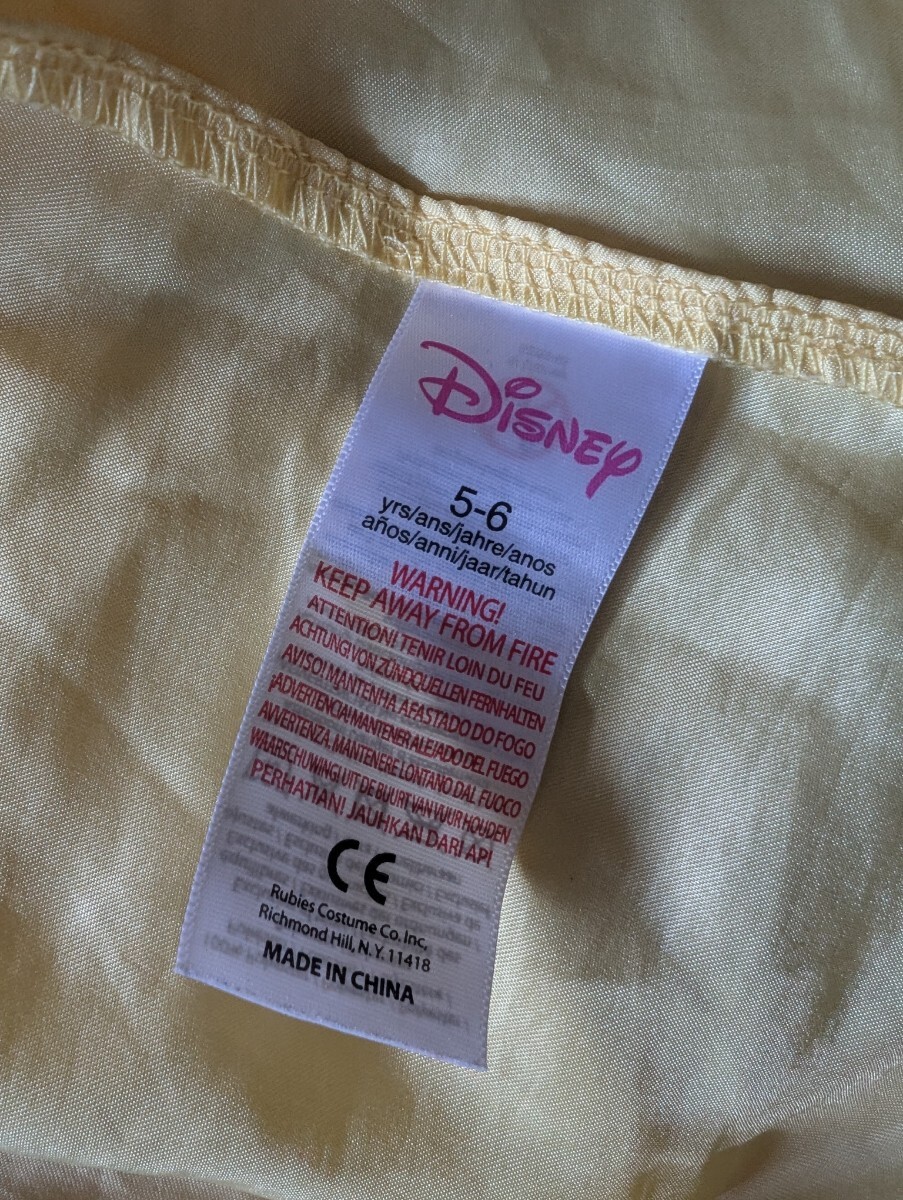 Disney
5-6
yrs/ans/jahre/anos
años/anni/jaar/tahun
WARNING!
KEEP AWAY FROM FIRE
ATTENTION! TENIR LOIN DU FEU
ACHTUNG! VON ZÜNDQUELLEN FERNHALTEN
AVISO! MANTENHA AFASTADO DO FOGO
¡ADVERTENCIA! MANTENER ALEJADO DEL FUEGO
AVVERTENZA, MANTENERE LONTANO DAL FUOCO
WAARSCHUWING! UIT DE BUURT VAN VUUR HOUDEN
PERHATIAN! JAUHKAN DARI API
CE
Rubies Costume Co. Inc,
Richmond Hill, N.Y. 11418
MADE IN CHINA